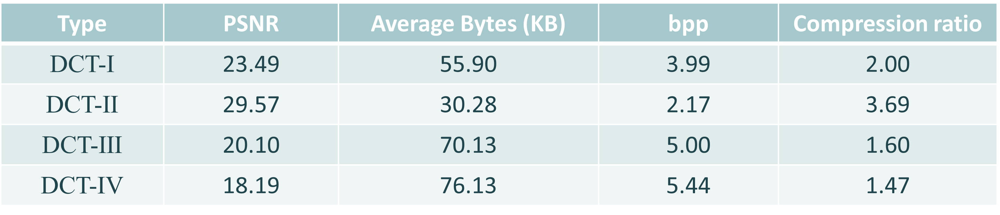 Type PSNR Average Bytes (KB) bpp Compression ratio
DCT-I 23.49 55.90 3.99 2.00
DCT-II 29.57 30.28 2.17 3.69
DCT-III 20.10 70.13 5.00 1.60
DCT-IV 18.19 76.13 5.44 1.47